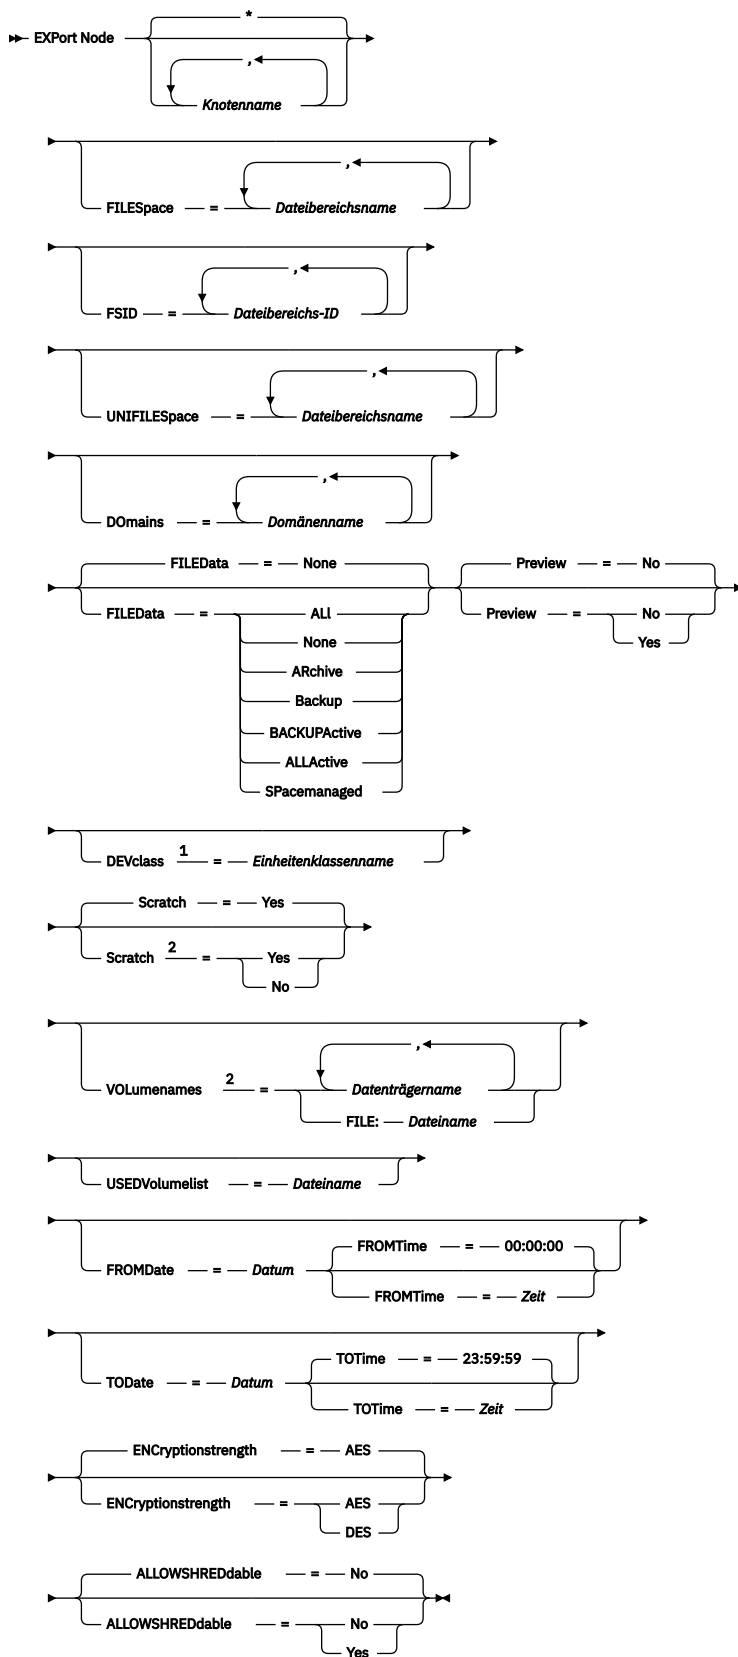 *
EXPort Node
,
Knotenname
,
FILESpace = Dateibereichsname
,
FSID = Dateibereichs-ID
,
UNIFILESpace = Dateibereichsname
,
DOmains = Domänenname
FILEData = None Preview = No
FILEData = ALl Preview = No
None Yes
ARchive
Backup
BACKUPActive
ALLActive
SPacemanaged
DEVclass 1 = Einheitenklassenname
Scratch = Yes
Scratch 2 = Yes
No
,
VOLumenames 2 = Datenträgername
FILE: Dateiname
USEDVolumelist = Dateiname
FROMTime = 00:00:00
FROMDate = Datum
FROMTime = Zeit
TOTime = 23:59:59
TODate = Datum
TOTime = Zeit
ENCryptionstrength = AES
ENCryptionstrength = AES
DES
ALLOWSHREDdable = No
ALLOWSHREDdable = No
Yes